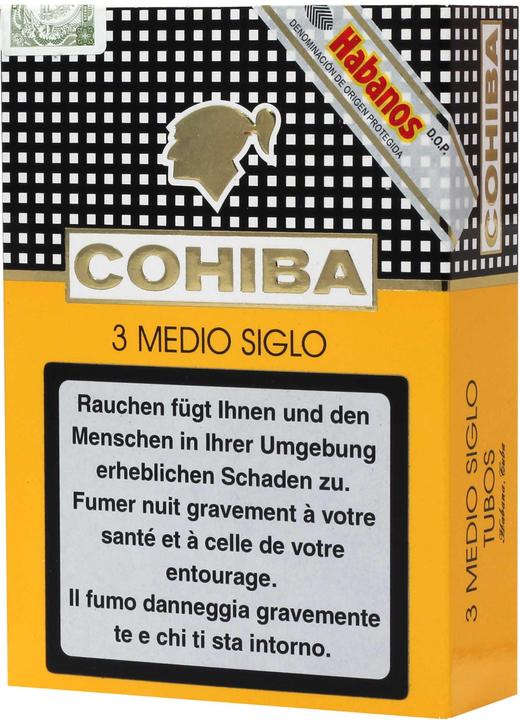 Habanos
DENOMINACIÓN DE ORIGEN PROTEGIDA
D.O.P.
COHIBA
3 MEDIO SIGLO
Rauchen fügt Ihnen und den
Menschen in Ihrer Umgebung
erheblichen Schaden zu.
Fumer nuit gravement à votre
santé et à celle de votre
entourage.
Il fumo danneggia gravemente
te e chi ti sta intorno.
COHIBA
3 MEDIO SIGLO
TUBOS
Habana, Cuba